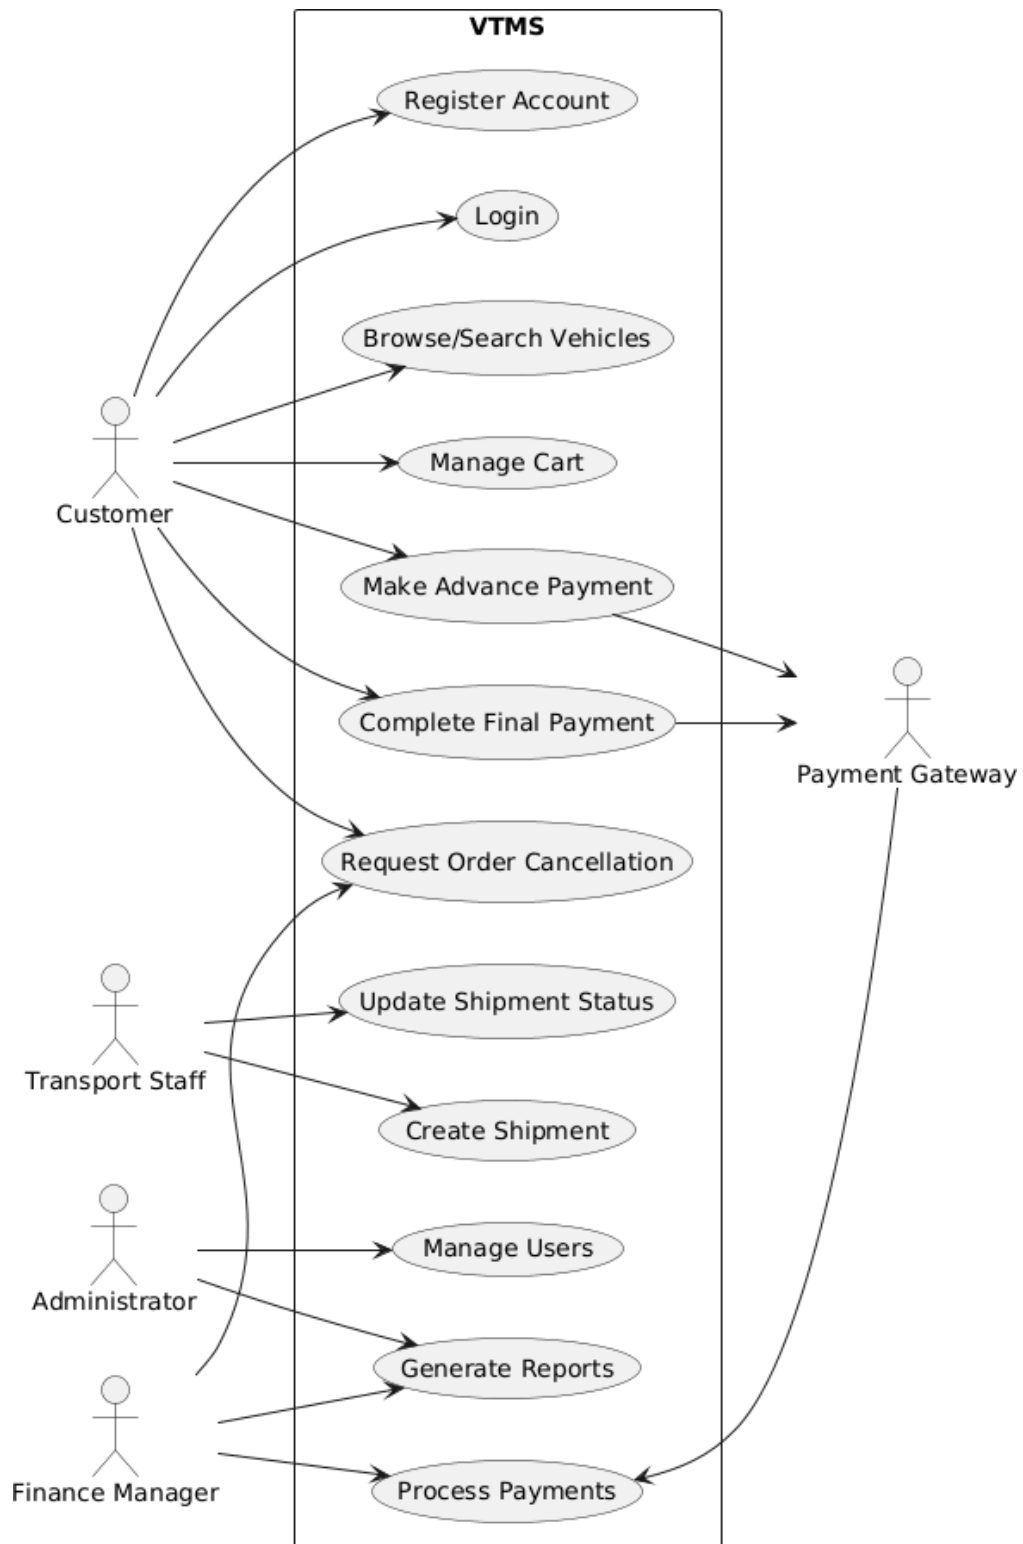 VTMS
Register Account
Login
Browse/Search Vehicles
Manage Cart
Customer
Make Advance Payment
Complete Final Payment
Payment Gateway
Request Order Cancellation
Update Shipment Status
Transport Staff
Create Shipment
Manage Users
Administrator
Generate Reports
Finance Manager
Process Payments